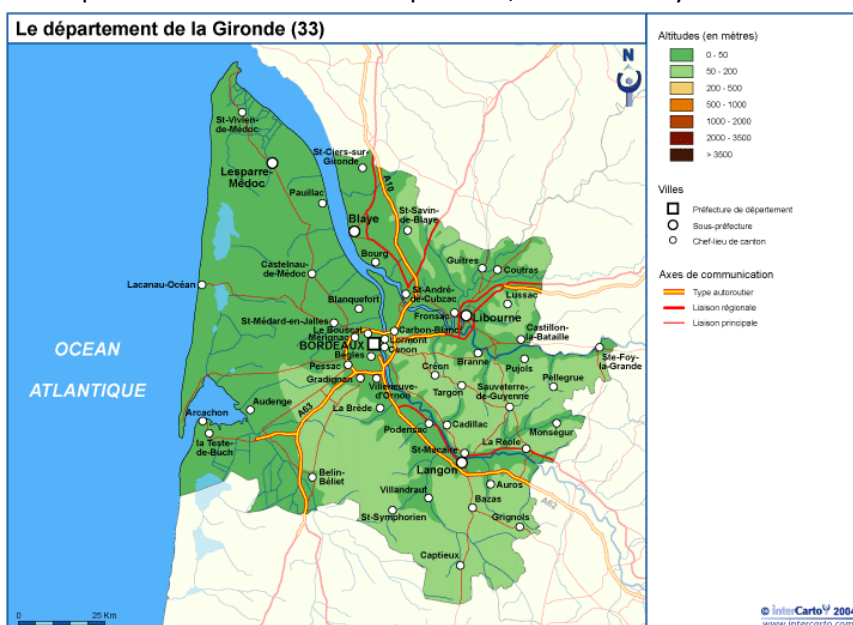 Le département de la Gironde (33)
N
St-Vivien-
de-Médoc
Lesparre-
Médoc
St-Ciers-sur-
Gironde
A10
Pauillac
St-Savin-
de-Blaye
Blaye
Bourg
Guîtres
Coutras
Castelnau-
de-Médoc
Lacanau-Océan
Blanquefort
St-André-
de-Cubzac
Lussac
Fronsac
Libourne
St-Médard-en-Jalles
Le Bouscat
Carbon-Blanc
Castillon-
la-Bataille
Mérignac
Lormont
BORDEAUX
Cenon
Ste-Foy-
la-Grande
Bègles
Branne
Pujols
Pessac
Créon
Gradignan
Villeneuve-
d'Ornon
Targon
Sauveterre-
de-Guyenne
Pellegrue
OCEAN
ATLANTIQUE
Arcachon
Audenge
A63
La Brède
Podensac
Cadillac
Monségur
la Teste-
de-Buch
St-Macaire
La Réole
Langon
Belin-
Béliet
Villandraut
Auros
Bazas
A62
St-Symphorien
Grignols
Captieux
0 25 Km
Altitudes (en mètres)
0 - 50
50 - 200
200 - 500
500 - 1000
1000 - 2000
2000 - 3500
> 3500
Villes
Préfecture de département
Sous-préfecture
Chef-lieu de canton
Axes de communication
Type autoroutier
Liaison régionale
Liaison principale
© InterCarto 2004
www.intercarto.com